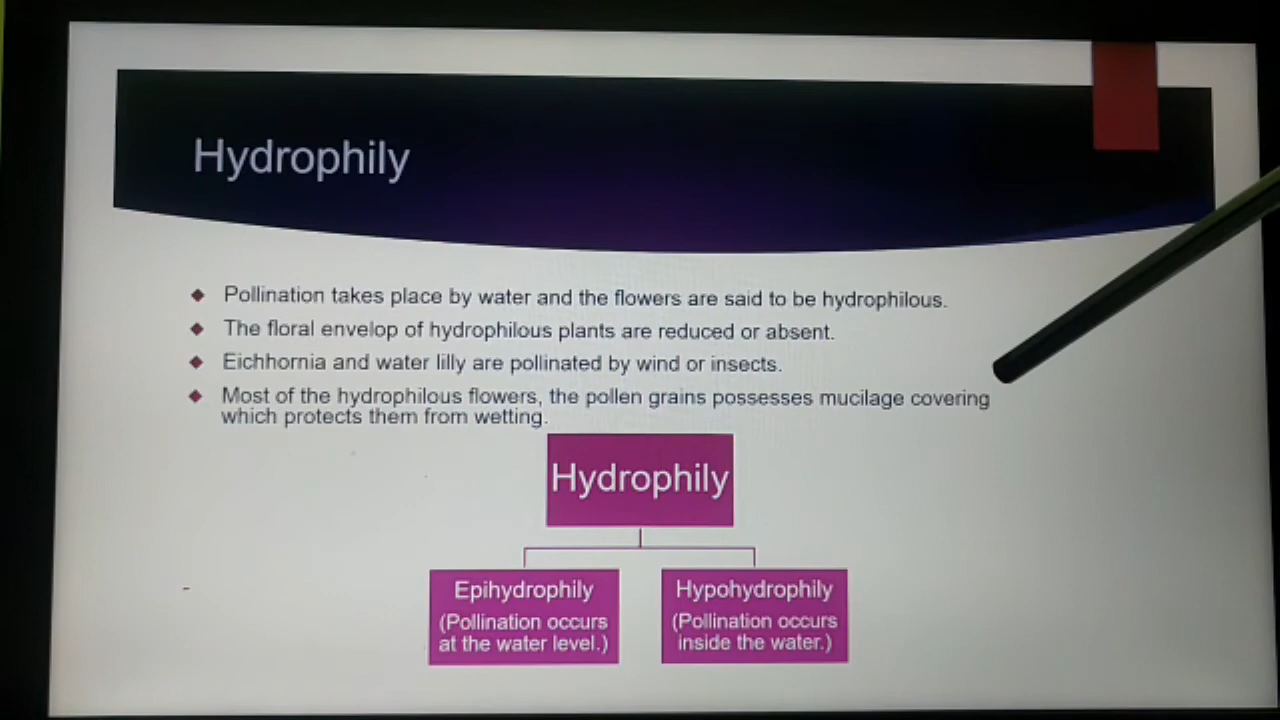 Hydrophily
Pollination takes place by water and the flowers are said to be hydrophilous.
The floral envelop of hydrophilous plants are reduced or absent.
Eichhornia and water lilly are pollinated by wind or insects.
Most of the hydrophilous flowers, the pollen grains possesses mucilage covering
which protects them from wetting.
Hydrophily
Epihydrophily
(Pollination occurs
at the water level.)
Hypohydrophily
(Pollination occurs
inside the water.)